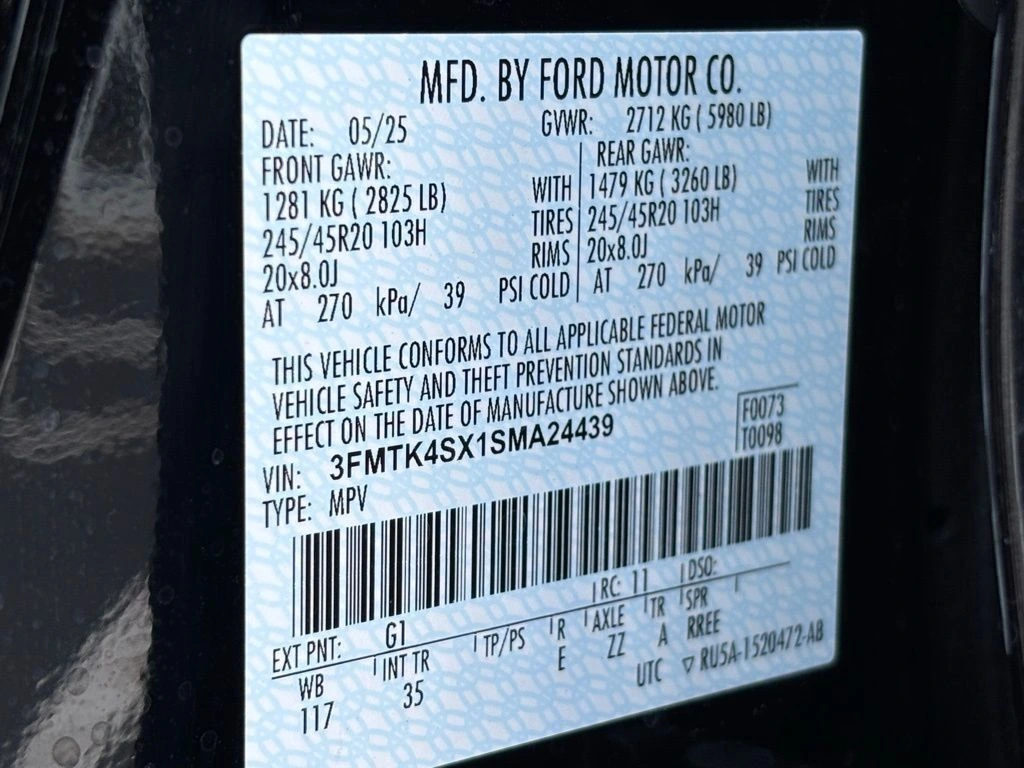 MFD. BY FORD MOTOR CO.
DATE: 05/25 GVWR: 2712 KG ( 5980 LB)
FRONT GAWR: REAR GAWR:
1281 KG ( 2825 LB) WITH 1479 KG ( 3260 LB) WITH
245/45R20 103H TIRES 245/45R20 103H TIRES
20x8.0J RIMS 20x8.0J RIMS
AT 270 kPa/ 39 PSI COLD AT 270 kPa/ 39 PSI COLD
THIS VEHICLE CONFORMS TO ALL APPLICABLE FEDERAL MOTOR
VEHICLE SAFETY AND THEFT PREVENTION STANDARDS IN
EFFECT ON THE DATE OF MANUFACTURE SHOWN ABOVE.
VIN: 3FMTK4SX1SMA24439 F0073
TYPE: MPV T0098
EXT PNT: G1 RC: 11 DSO:
WB INT TR TP/PS R AXLE TR SPR
117 35 E ZZ A RREE
UTC ▽ RU5A-1520472-AB